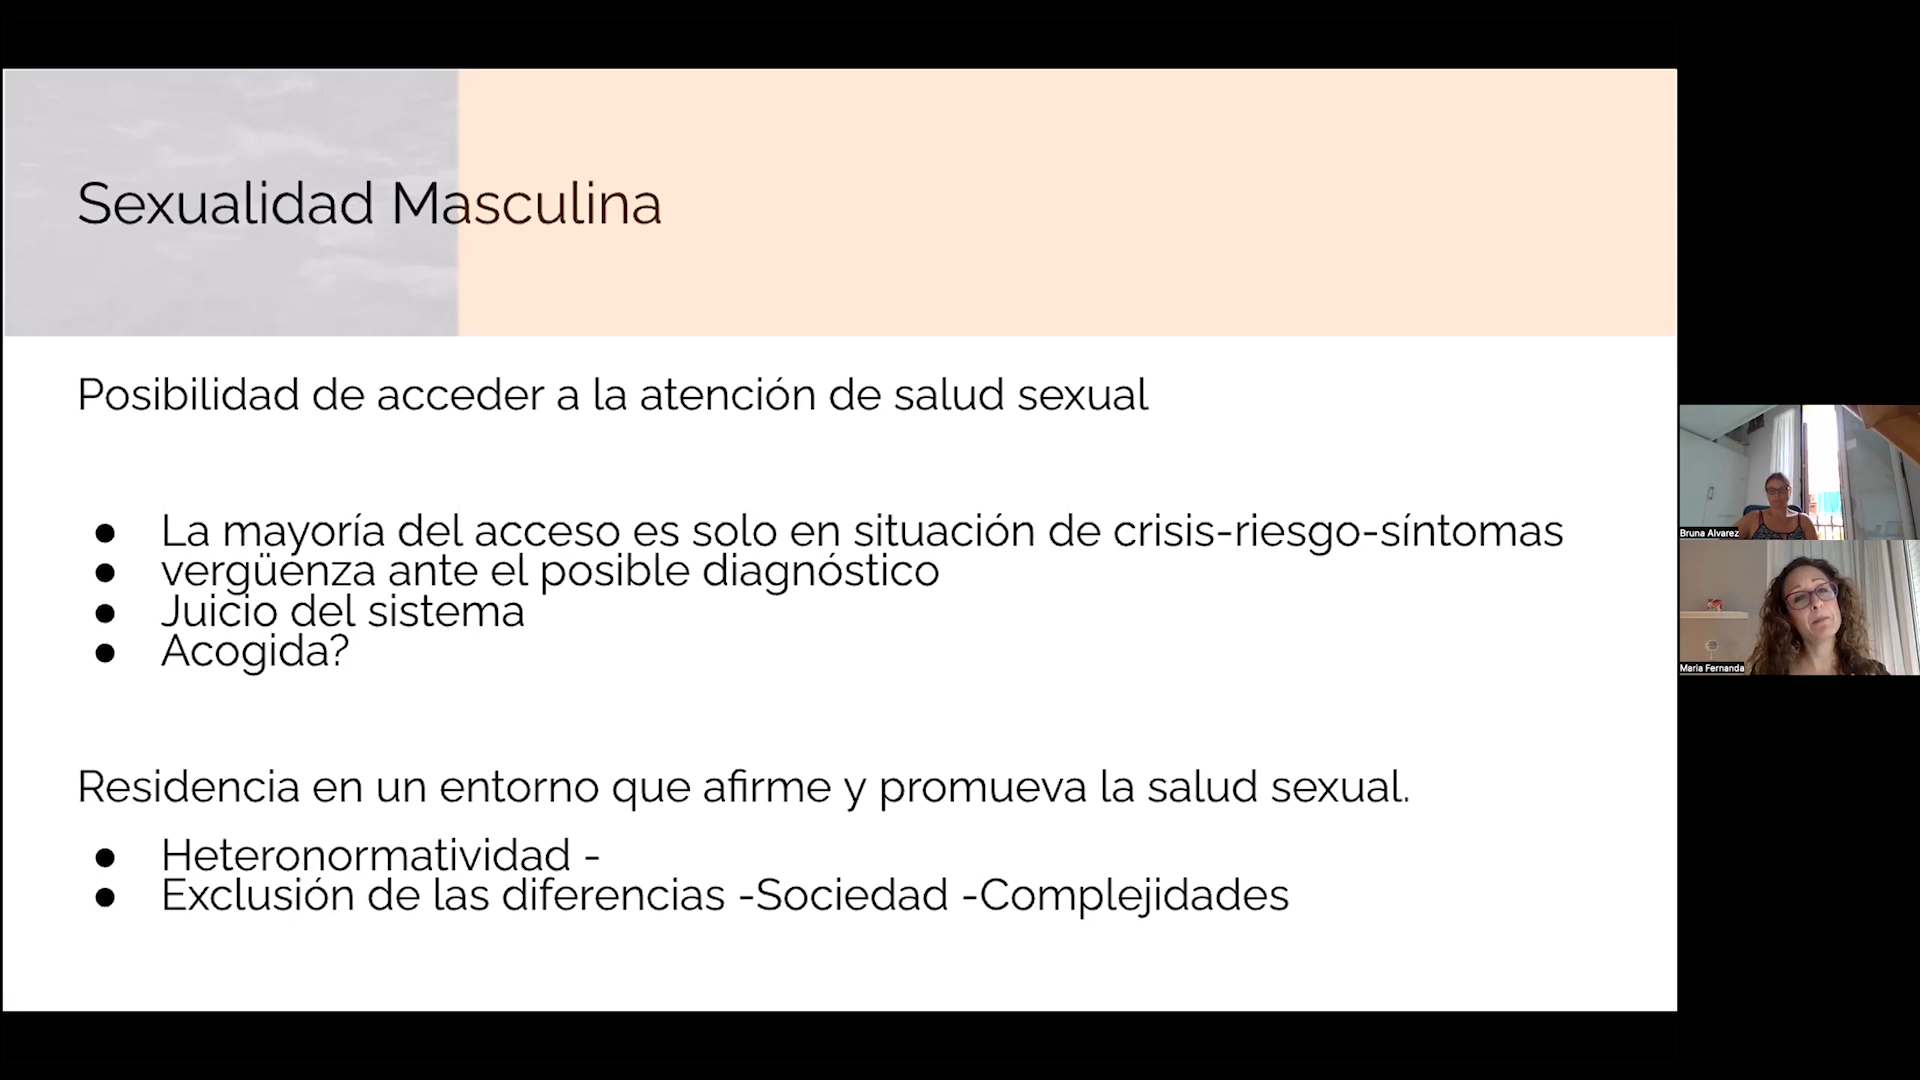 Sexualidad Masculina
Posibilidad de acceder a la atención de salud sexual
● La mayoría del acceso es solo en situación de crisis-riesgo-síntomas
● vergüenza ante el posible diagnóstico
● Juicio del sistema
● Acogida?
Residencia en un entorno que afirme y promueva la salud sexual.
● Heteronormatividad -
● Exclusión de las diferencias -Sociedad -Complejidades
Bruna Alvarez
Maria Fernanda